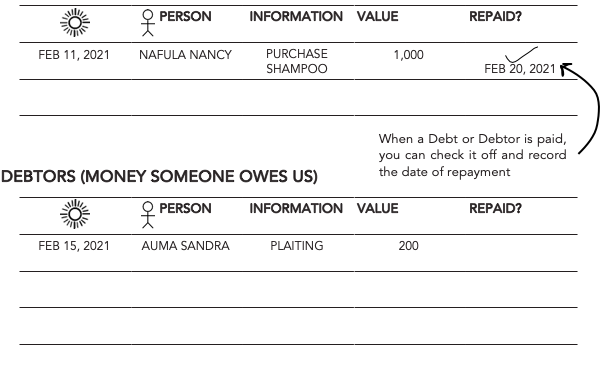 PERSON INFORMATION VALUE REPAID?
FEB 11, 2021 NAFULA NANCY PURCHASE SHAMPOO 1,000 FEB 20, 2021
When a Debt or Debtor is paid,
you can check it off and record
the date of repayment
DEBTORS (MONEY SOMEONE OWES US)
PERSON INFORMATION VALUE REPAID?
FEB 15, 2021 AUMA SANDRA PLAITING 200